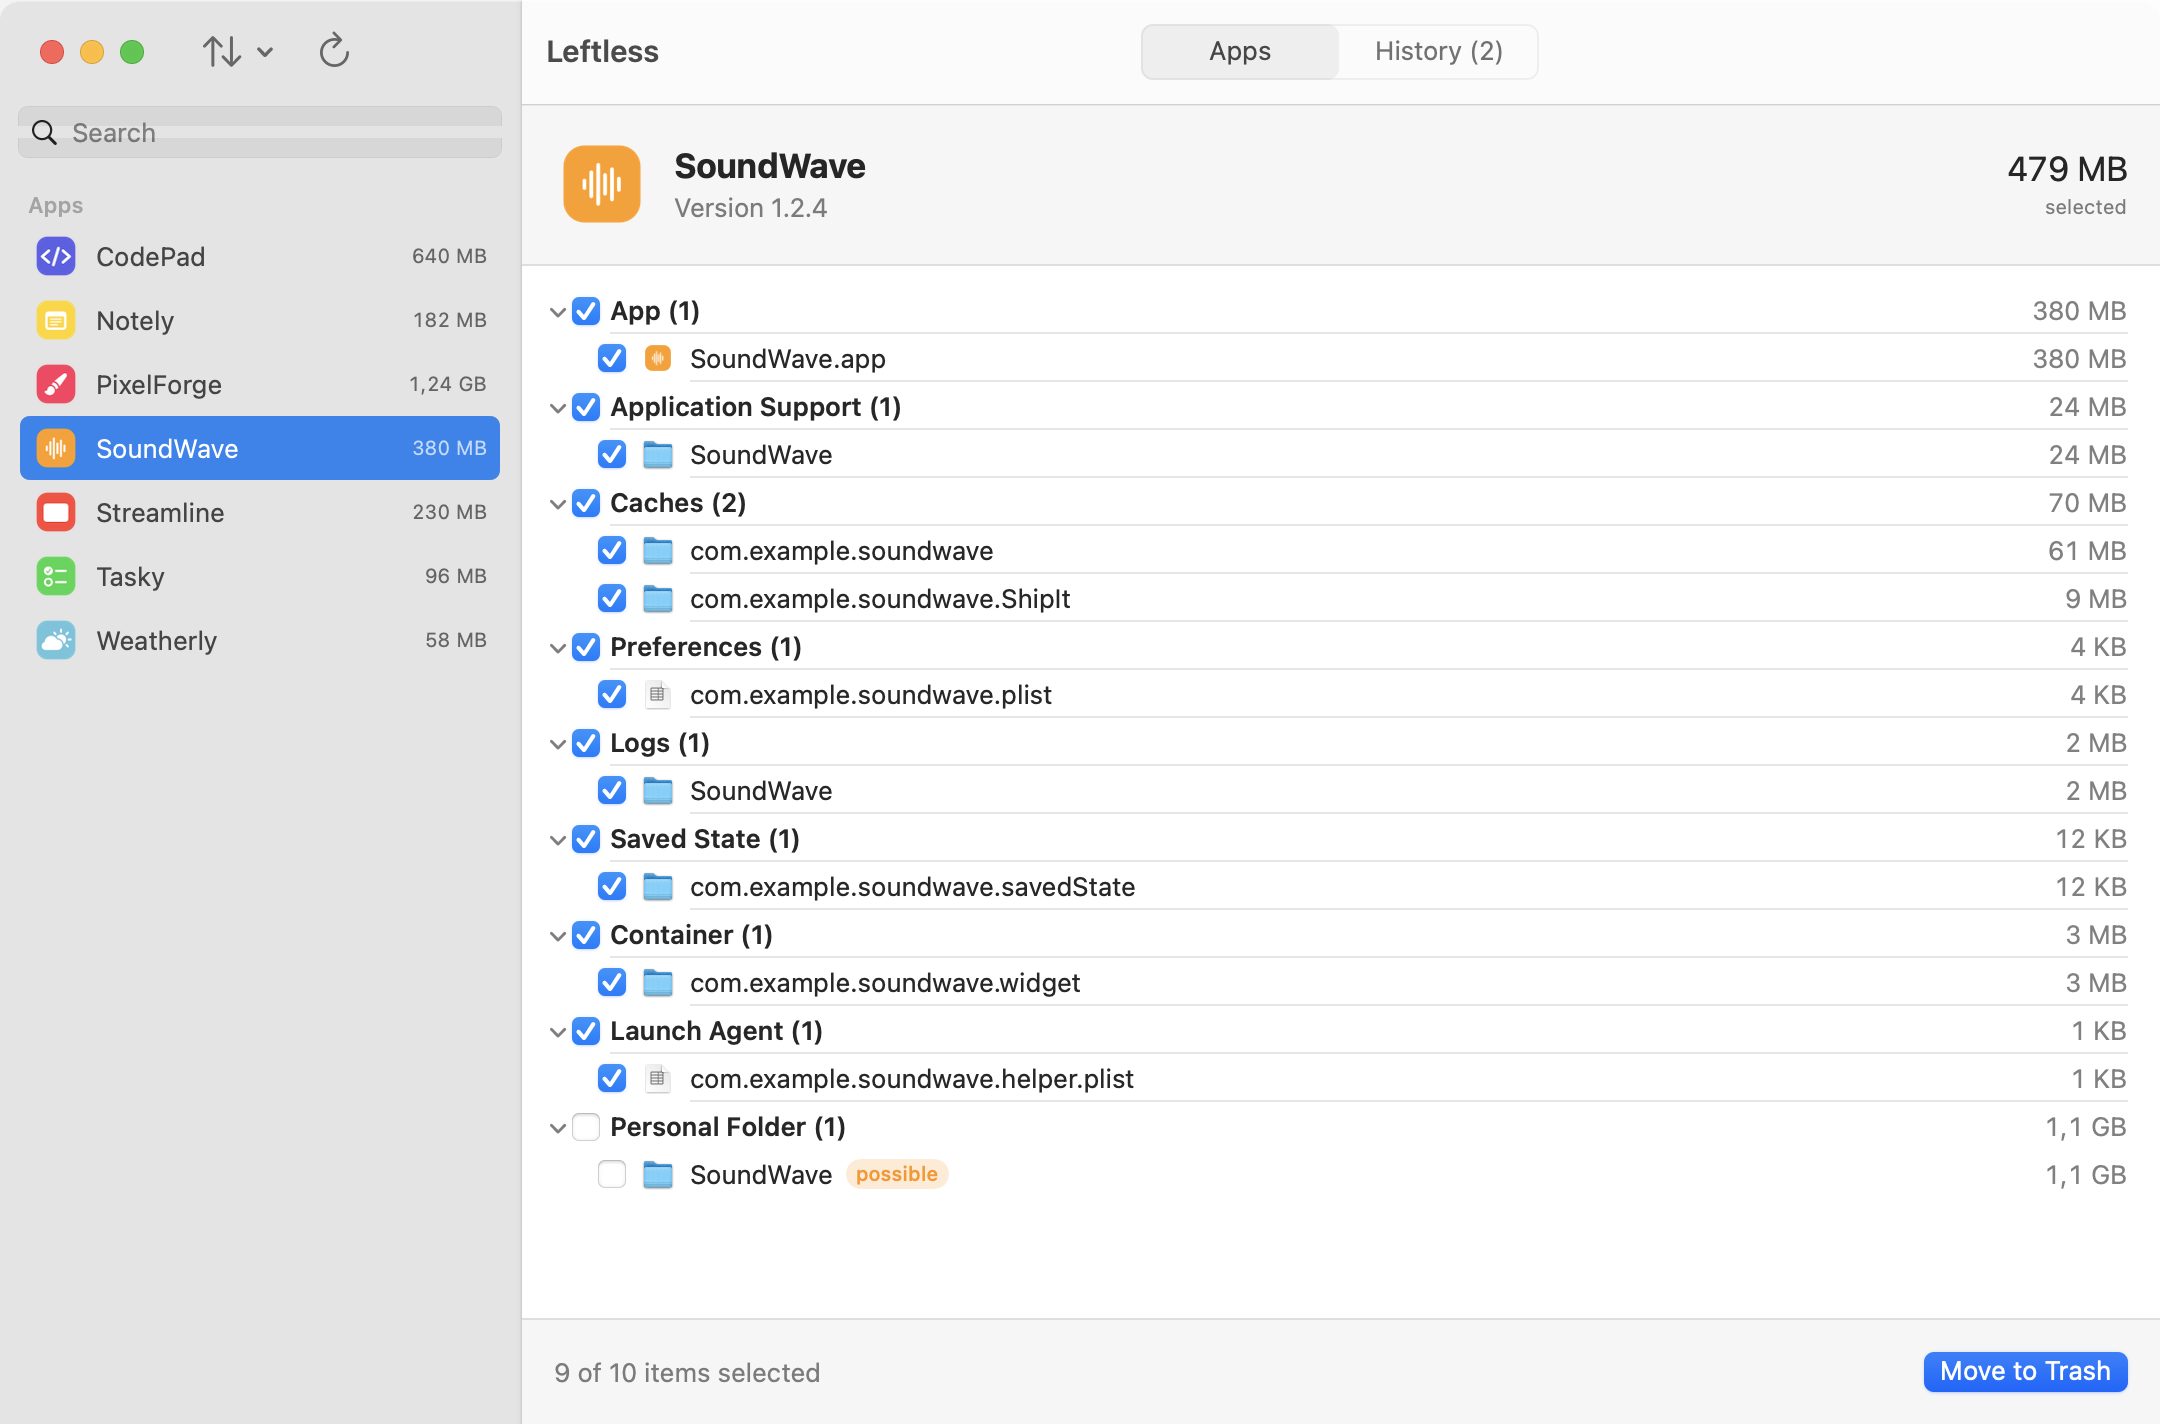 Leftless
Apps
History (2)
Search
Apps
CodePad 640 MB
Notely 182 MB
PixelForge 1,24 GB
SoundWave 380 MB
Streamline 230 MB
Tasky 96 MB
Weatherly 58 MB
SoundWave
Version 1.2.4
479 MB
selected
App (1) 380 MB
SoundWave.app 380 MB
Application Support (1) 24 MB
SoundWave 24 MB
Caches (2) 70 MB
com.example.soundwave 61 MB
com.example.soundwave.ShipIt 9 MB
Preferences (1) 4 KB
com.example.soundwave.plist 4 KB
Logs (1) 2 MB
SoundWave 2 MB
Saved State (1) 12 KB
com.example.soundwave.savedState 12 KB
Container (1) 3 MB
com.example.soundwave.widget 3 MB
Launch Agent (1) 1 KB
com.example.soundwave.helper.plist 1 KB
Personal Folder (1) 1,1 GB
SoundWave possible 1,1 GB
9 of 10 items selected
Move to Trash